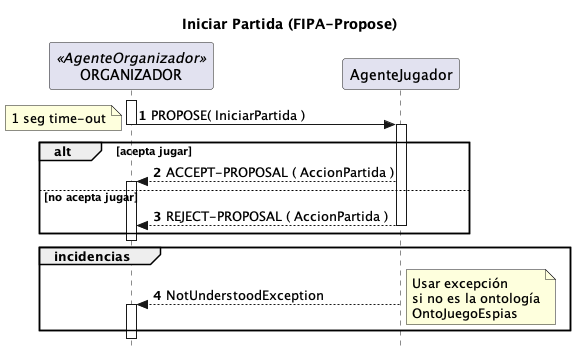 Iniciar Partida (FIPA-Propose)
«AgenteOrganizador»
ORGANIZADOR
AgenteJugador
1 seg time-out
1 PROPOSE( IniciarPartida )
alt
[acepta jugar]
2 ACCEPT-PROPOSAL ( AccionPartida )
[no acepta jugar]
3 REJECT-PROPOSAL ( AccionPartida )
incidencias
Usar excepción
si no es la ontología
OntoJuegoEspias
4 NotUnderstoodException